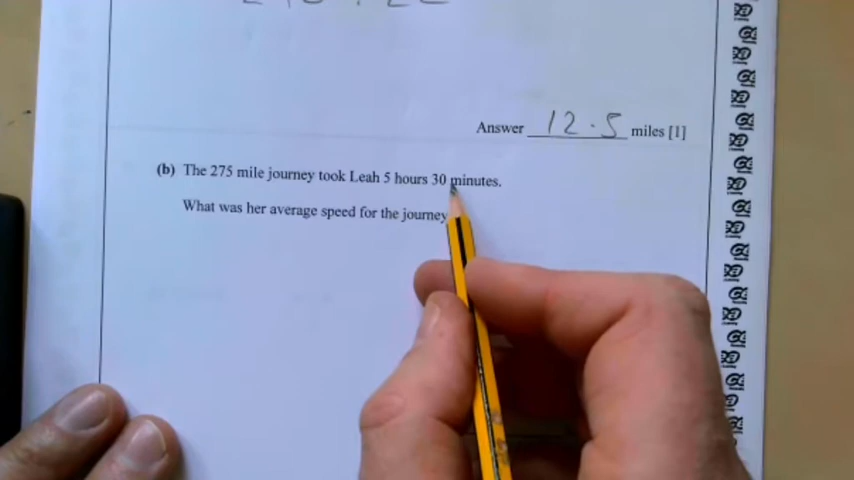 Answer 12.5 miles [1]
(b) The 275 mile journey took Leah 5 hours 30 minutes.
What was her average speed for the journey